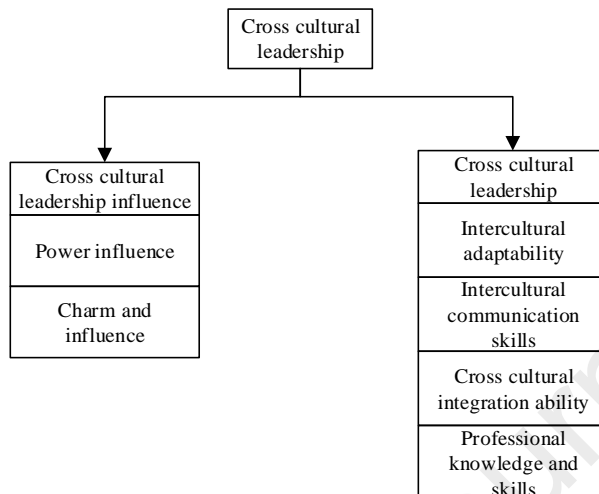 Cross cultural
leadership
Cross cultural
leadership influence
Power influence
Charm and
influence
Cross cultural
leadership
Intercultural
adaptability
Intercultural
communication
skills
Cross cultural
integration ability
Professional
knowledge and
skills